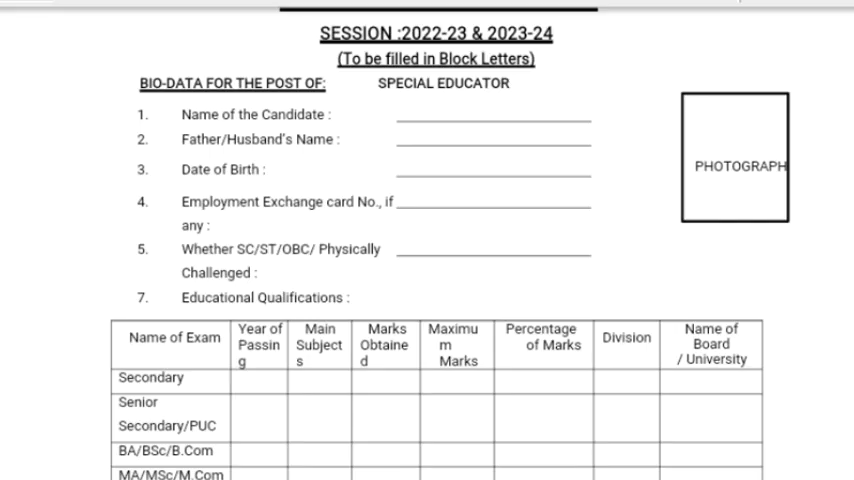 SESSION :2022-23 & 2023-24
(To be filled in Block Letters)
BIO-DATA FOR THE POST OF: SPECIAL EDUCATOR
1. Name of the Candidate :
2. Father/Husband's Name :
3. Date of Birth :
PHOTOGRAPH
4. Employment Exchange card No., if
any :
5. Whether SC/ST/OBC/ Physically
Challenged :
7. Educational Qualifications :
Name of Exam
Year of
Passin
g
Main
Subject
s
Marks
Obtaine
d
Maximu
m
Marks
Percentage
of Marks
Division
Name of
Board
/ University
Secondary
Senior
Secondary/PUC
BA/BSc/B.Com
MA/MSc/M.Com